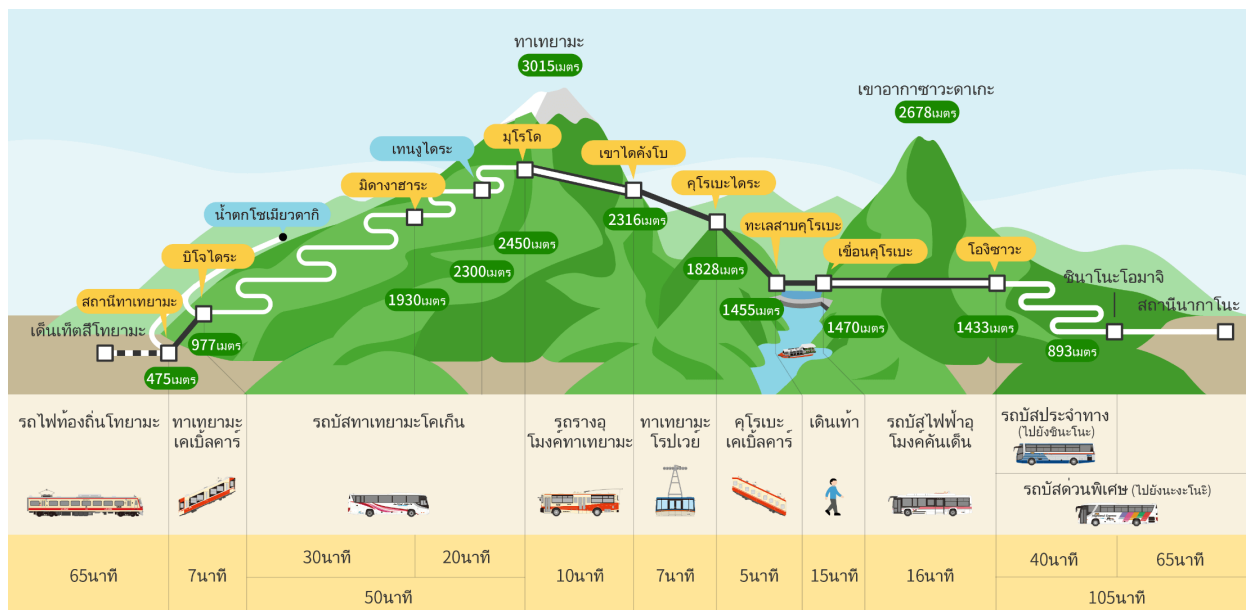 ทาเทยามะ
3015เมตร
เขาอากาซาวะดาเกะ
2678เมตร
มุโรโด
เทนงูไดระ
เขาไดคังโบ
มิดางาฮาระ
คุโรเบะไดระ
น้ำตกโชเมียวดากิ
2316เมตร
ทะเลสาบคุโรเบะ
บิโจไดระ
2450เมตร
เขื่อนคุโรเบะ
โองิซาวะ
2300เมตร
1828เมตร
ชินาโนะโอมาจิ
1930เมตร
สถานีทาเทยามะ
1455เมตร
สถานีนากาโนะ
เด็นเท็ตสึโทยามะ
1470เมตร
1433เมตร
977เมตร
893เมตร
475เมตร
รถไฟท้องถิ่นโทยามะ
ทาเทยามะ
เคเบิ้ลคาร์
รถบัสทาเทยามะโคเก็น
รถรางอุ
โมงค์ทาเทยามะ
ทาเทยามะ
โรปเวย์
คุโรเบะ
เคเบิ้ลคาร์
เดินเท้า
รถบัสไฟฟ้าอุ
โมงค์คันเด็น
รถบัสประจำทาง
(ไปยังชินะโนะ)
รถบัสด่วนพิเศษ (ไปยังนะงะโนะ)
65นาที
7นาที
30นาที
20นาที
50นาที
10นาที
7นาที
5นาที
15นาที
16นาที
40นาที
65นาที
105นาที